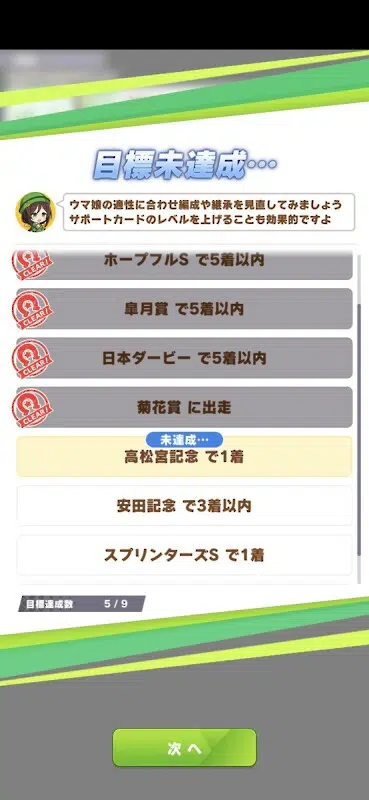 目標未達成…
ウマ娘の適性に合わせ編成や継承を見直してみましょう
サポートカードのレベルを上げることも効果的ですよ
ホープフルS で5着以内
CLEAR!
皐月賞 で5着以内
CLEAR!
日本ダービー で5着以内
CLEAR!
菊花賞 に出走
CLEAR!
未達成…
高松宮記念 で1着
安田記念 で3着以内
スプリンターズS で1着
目標達成数 5 / 9
次へ